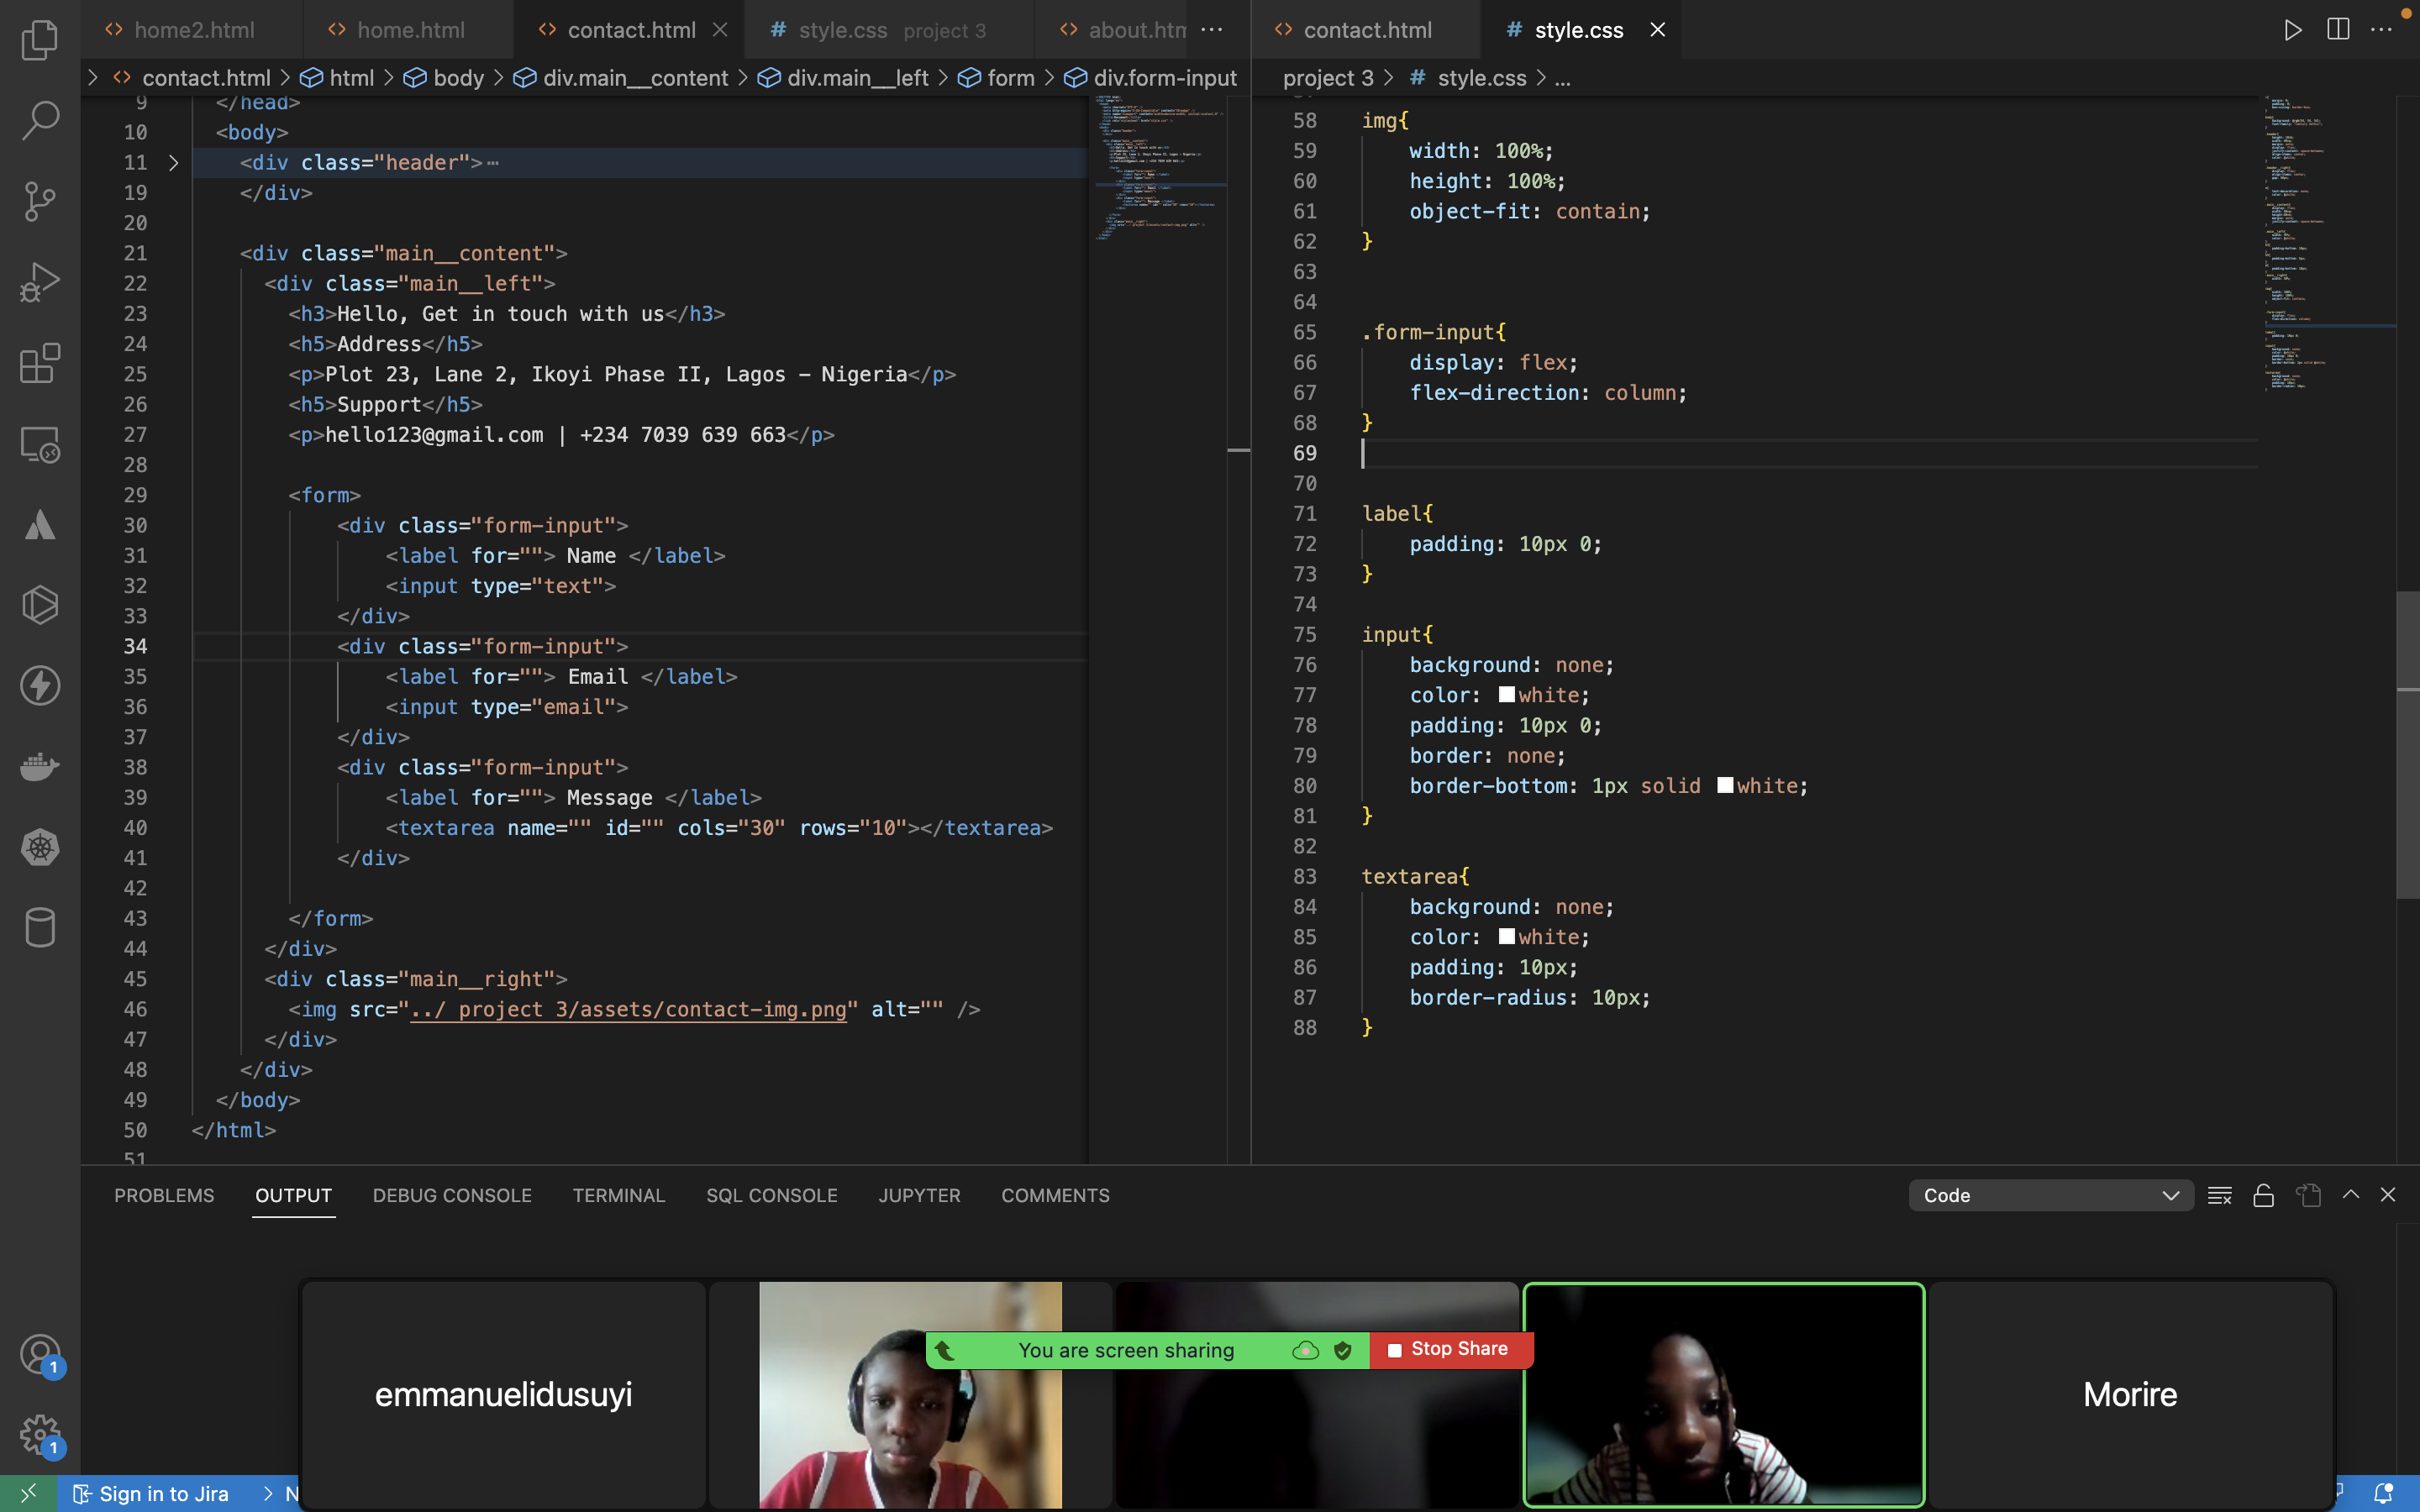 home2.html home.html contact.html style.css project 3 about.htm
contact.html style.css
contact.html html body div.main__content div.main__left form div.form-input
project 3 style.css ...
9 </head>
10 <body>
11 <div class="header">
19 </div>
20
21 <div class="main__content">
22 <div class="main__left">
23 <h3>Hello, Get in touch with us</h3>
24 <h5>Address</h5>
25 <p>Plot 23, Lane 2, Ikoyi Phase II, Lagos - Nigeria</p>
26 <h5>Support</h5>
27 <p>hello123@gmail.com | +234 7039 639 663</p>
28
29 <form>
30 <div class="form-input">
31 <label for=""> Name </label>
32 <input type="text">
33 </div>
34 <div class="form-input">
35 <label for=""> Email </label>
36 <input type="email">
37 </div>
38 <div class="form-input">
39 <label for=""> Message </label>
40 <textarea name="" id="" cols="30" rows="10"></textarea>
41 </div>
42
43 </form>
44 </div>
45 <div class="main__right">
46 <img src="../ project 3/assets/contact-img.png" alt="" />
47 </div>
48 </div>
49 </body>
50 </html>
51
58 img{
59 width: 100%;
60 height: 100%;
61 object-fit: contain;
62 }
63
64
65 .form-input{
66 display: flex;
67 flex-direction: column;
68 }
69
70
71 label{
72 padding: 10px 0;
73 }
74
75 input{
76 background: none;
77 color: white;
78 padding: 10px 0;
79 border: none;
80 border-bottom: 1px solid white;
81 }
82
83 textarea{
84 background: none;
85 color: white;
86 padding: 10px;
87 border-radius: 10px;
88 }
PROBLEMS OUTPUT DEBUG CONSOLE TERMINAL SQL CONSOLE JUPYTER COMMENTS
Code
You are screen sharing Stop Share
emmanuelidusuyi
Morire
1
1
Sign in to Jira N